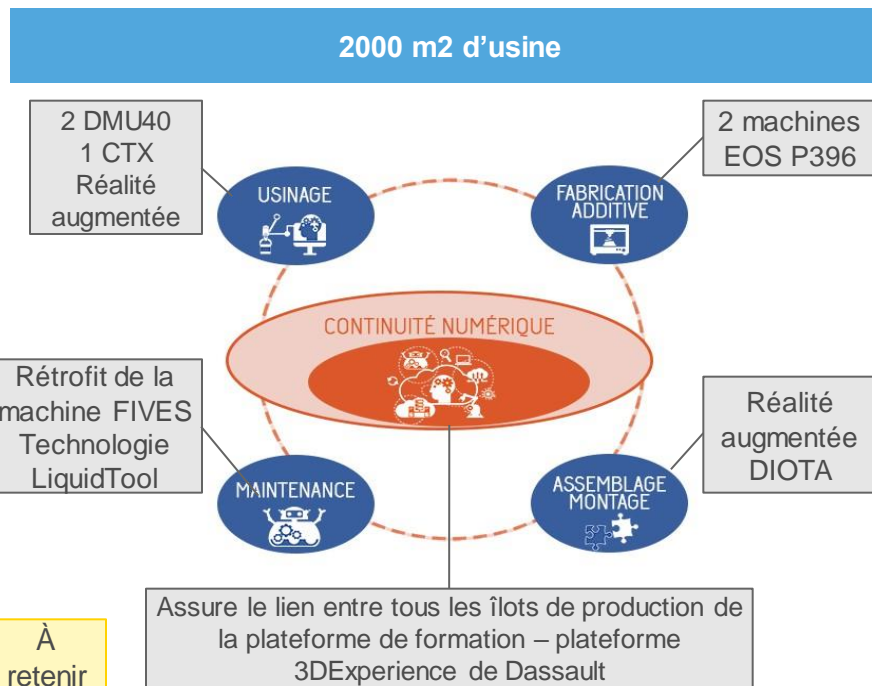 2000 m2 d'usine
2 DMU40
1 CTX
Réalité
augmentée
2 machines
EOS P396
USINAGE
FABRICATION
ADDITIVE
CONTINUITÉ NUMÉRIQUE
Rétrofit de la
machine FIVES
Technologie
LiquidTool
Réalité
augmentée
DIOTA
MAINTENANCE
ASSEMBLAGE
MONTAGE
Assure le lien entre tous les îlots de production de
la plateforme de formation – plateforme
3DExperience de Dassault
À
retenir